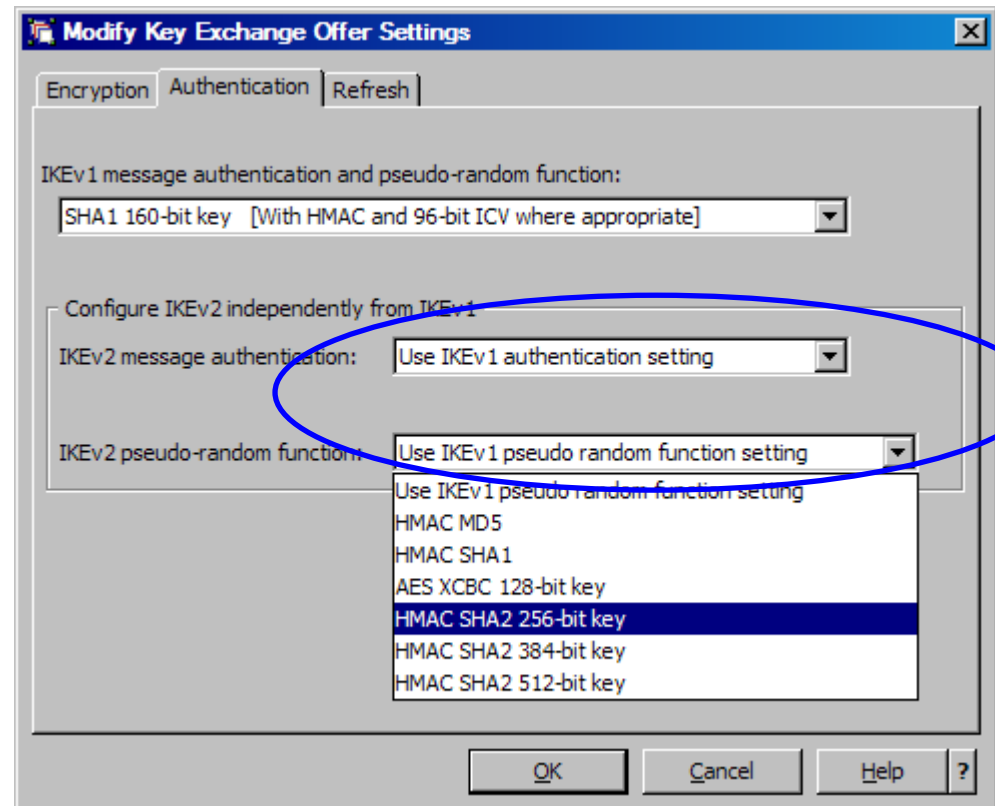 Modify Key Exchange Offer Settings
Encryption Authentication Refresh
IKEv1 message authentication and pseudo-random function:
SHA1 160-bit key [With HMAC and 96-bit ICV where appropriate]
Configure IKEv2 independently from IKEv1
IKEv2 message authentication: Use IKEv1 authentication setting
IKEv2 pseudo-random function: Use IKEv1 pseudo random function setting
Use IKEv1 pseudo random function setting
HMAC MD5
HMAC SHA1
AES XCBC 128-bit key
HMAC SHA2 256-bit key
HMAC SHA2 384-bit key
HMAC SHA2 512-bit key
OK Cancel Help ?